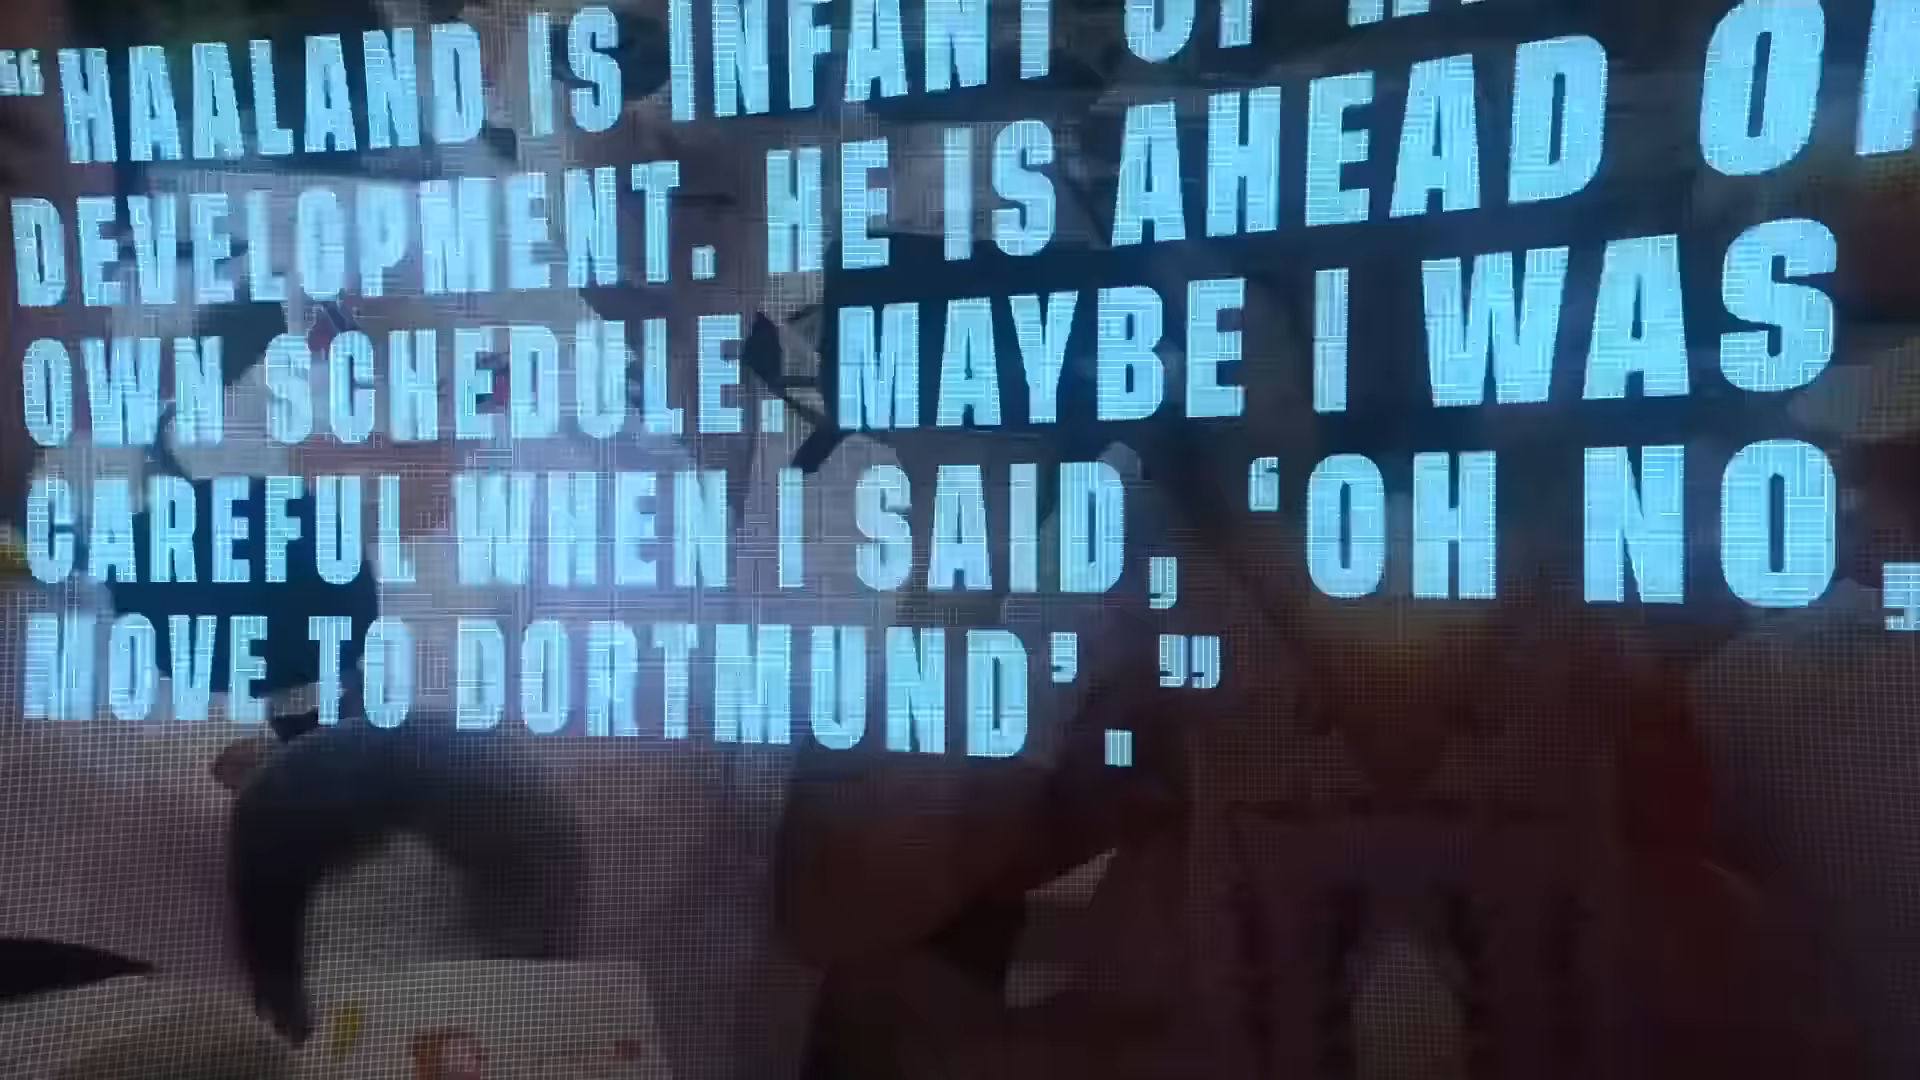 “HAALAND IS INFANT OF
DEVELOPMENT. HE IS AHEAD
OWN SCHEDULE. MAYBE I WAS
CAREFUL WHEN I SAID, ‘OH NO,
MOVE TO DORTMUND’.”